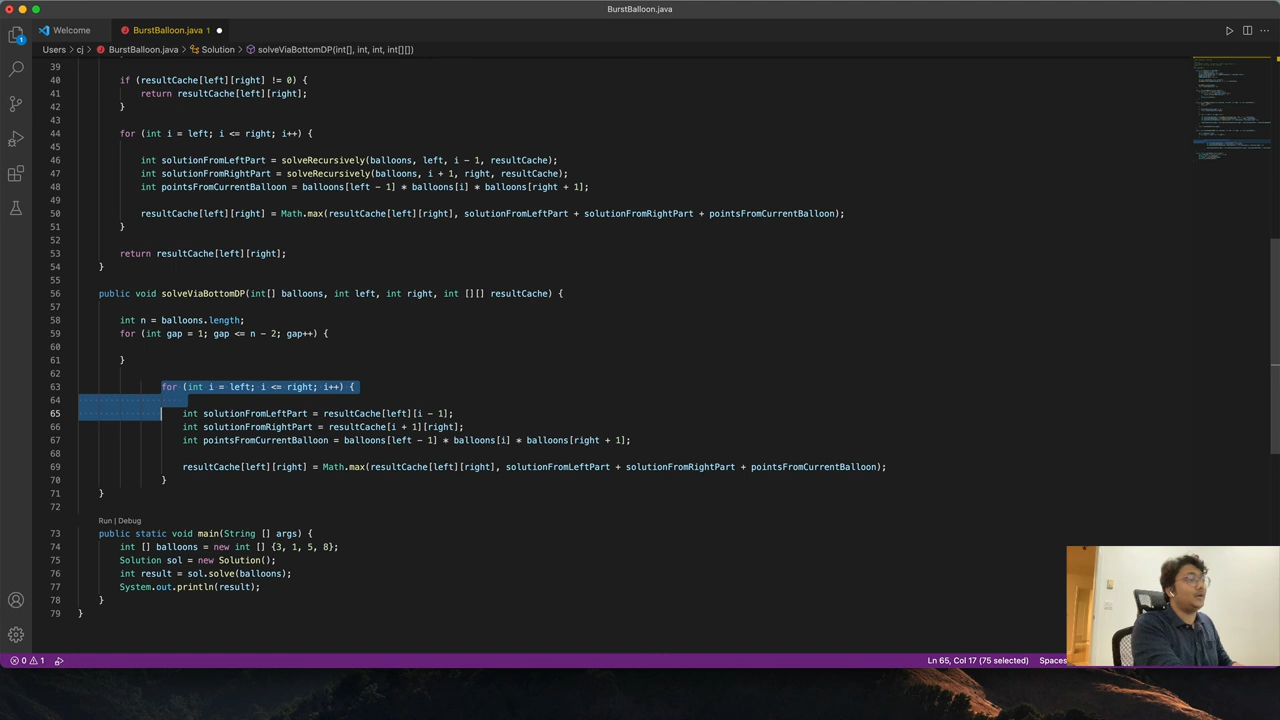 BurstBalloon.java
Welcome
BurstBalloon.java 1
Users > cj > BurstBalloon.java > Solution > solveViaBottomDP(int[], int, int, int[][])
39
40 if (resultCache[left][right] != 0) {
41 return resultCache[left][right];
42 }
43
44 for (int i = left; i <= right; i++) {
45
46 int solutionFromLeftPart = solveRecursively(balloons, left, i - 1, resultCache);
47 int solutionFromRightPart = solveRecursively(balloons, i + 1, right, resultCache);
48 int pointsFromCurrentBalloon = balloons[left - 1] * balloons[i] * balloons[right + 1];
49
50 resultCache[left][right] = Math.max(resultCache[left][right], solutionFromLeftPart + solutionFromRightPart + pointsFromCurrentBalloon);
51 }
52
53 return resultCache[left][right];
54 }
55
56 public void solveViaBottomDP(int[] balloons, int left, int right, int [][] resultCache) {
57
58 int n = balloons.length;
59 for (int gap = 1; gap <= n - 2; gap++) {
60
61 }
62
63 for (int i = left; i <= right; i++) {
64
65 int solutionFromLeftPart = resultCache[left][i - 1];
66 int solutionFromRightPart = resultCache[i + 1][right];
67 int pointsFromCurrentBalloon = balloons[left - 1] * balloons[i] * balloons[right + 1];
68
69 resultCache[left][right] = Math.max(resultCache[left][right], solutionFromLeftPart + solutionFromRightPart + pointsFromCurrentBalloon);
70 }
71 }
72
Run | Debug
73 public static void main(String [] args) {
74 int [] balloons = new int [] {3, 1, 5, 8};
75 Solution sol = new Solution();
76 int result = sol.solve(balloons);
77 System.out.println(result);
78 }
79 }
1
0 1
Ln 65, Col 17 (75 selected)
Spaces